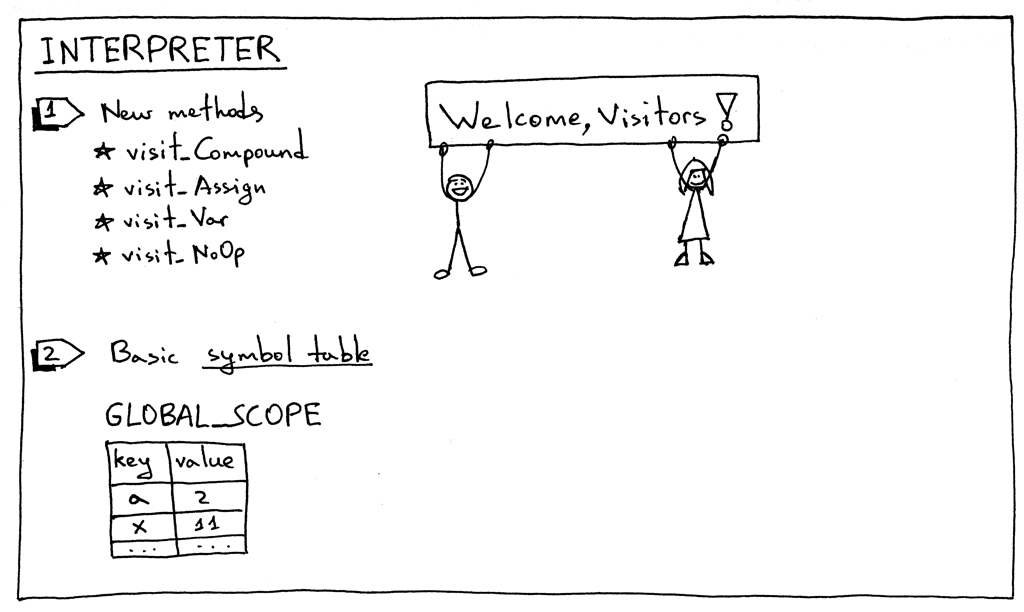 INTERPRETER
1 New methods
★ visit_Compound
★ visit_Assign
★ visit_Var
★ visit_NoOp
Welcome, Visitors!
2 Basic symbol table
GLOBAL_SCOPE
key value
a 2
x 11
... ...